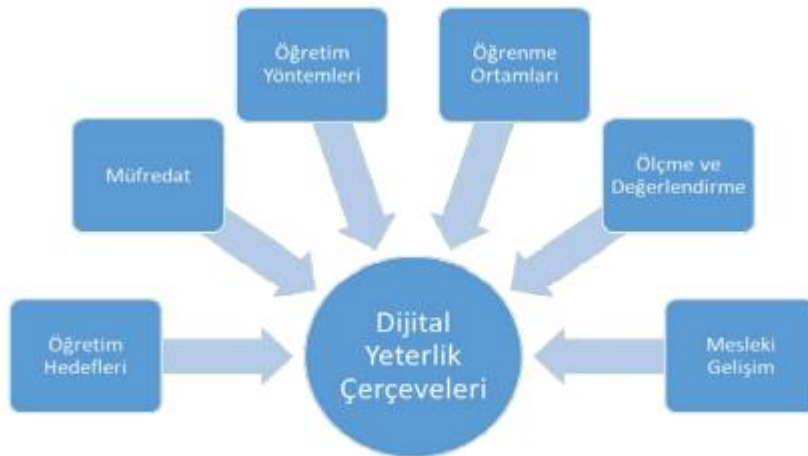 Öğretim
Yöntemleri
Öğrenme
Ortamları
Müfredat
Ölçme ve
Değerlendirme
Öğretim
Hedefleri
Dijital
Yeterlik
Çerçeveleri
Mesleki
Gelişim